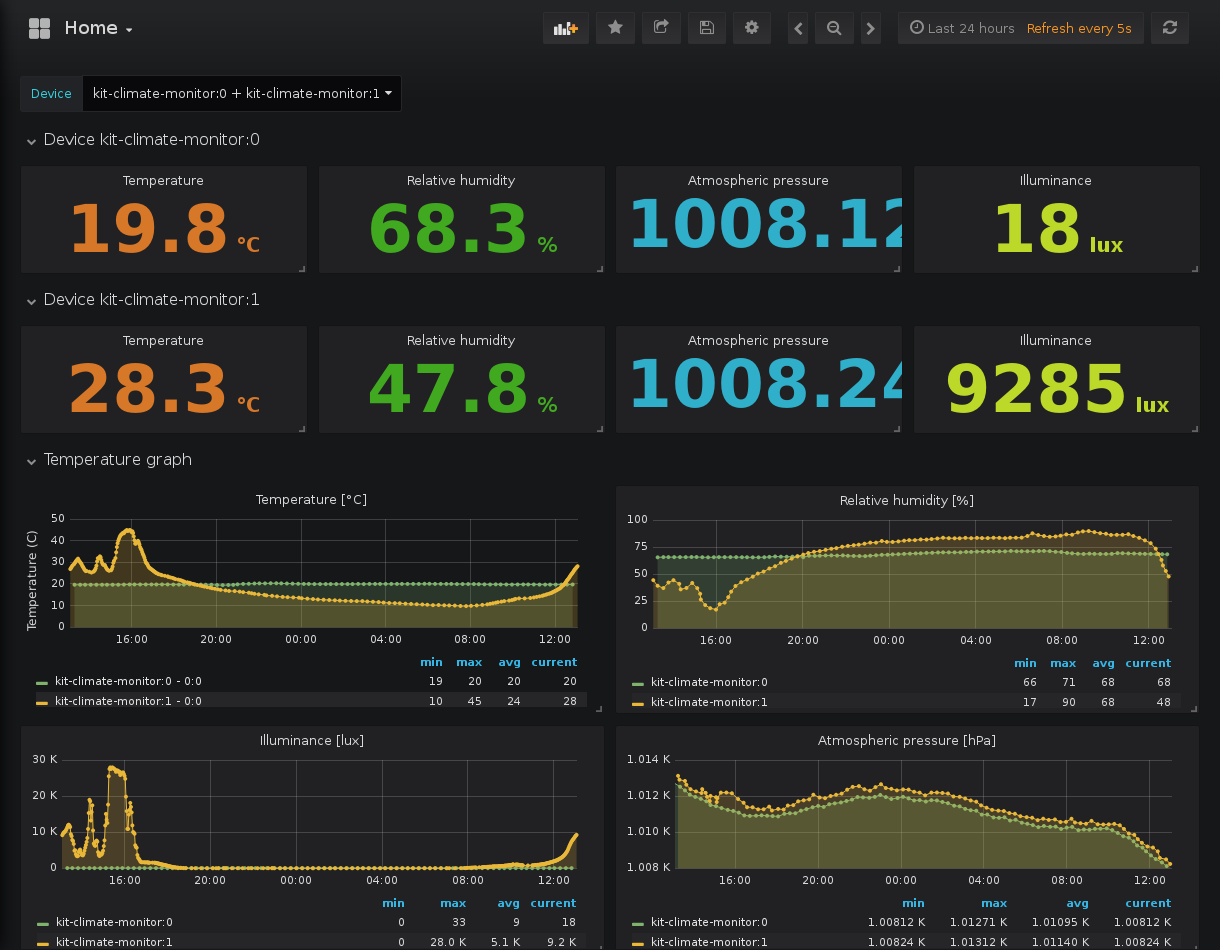 Home
Last 24 hours Refresh every 5s
Device kit-climate-monitor:0 + kit-climate-monitor:1
Device kit-climate-monitor:0
Temperature Relative humidity Atmospheric pressure Illuminance
19.8 °C 68.3 % 1008.12 18 lux
Device kit-climate-monitor:1
Temperature Relative humidity Atmospheric pressure Illuminance
28.3 °C 47.8 % 1008.24 9285 lux
Temperature graph
Temperature [°C]
Temperature (C)
50
40
30
20
10
0
16:00 20:00 00:00 04:00 08:00 12:00
min max avg current
kit-climate-monitor:0 - 0:0 19 20 20 20
kit-climate-monitor:1 - 0:0 10 45 24 28
Relative humidity [%]
100
75
50
25
0
16:00 20:00 00:00 04:00 08:00 12:00
min max avg current
kit-climate-monitor:0 66 71 68 68
kit-climate-monitor:1 17 90 68 48
Illuminance [lux]
30 K
20 K
10 K
0
16:00 20:00 00:00 04:00 08:00 12:00
min max avg current
kit-climate-monitor:0 0 33 9 18
kit-climate-monitor:1 0 28.0 K 5.1 K 9.2 K
Atmospheric pressure [hPa]
1.014 K
1.012 K
1.010 K
1.008 K
16:00 20:00 00:00 04:00 08:00 12:00
min max avg current
kit-climate-monitor:0 1.00812 K 1.01271 K 1.01095 K 1.00812 K
kit-climate-monitor:1 1.00824 K 1.01312 K 1.01140 K 1.00824 K